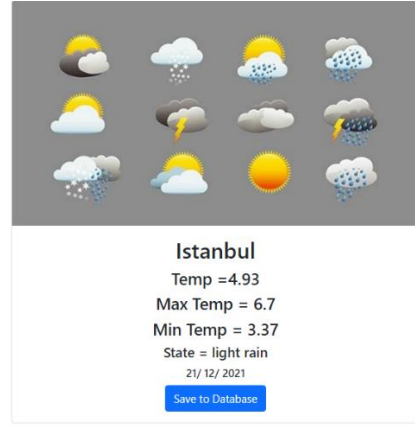 Istanbul
Temp =4.93
Max Temp = 6.7
Min Temp = 3.37
State = light rain
21/ 12/ 2021
Save to Database